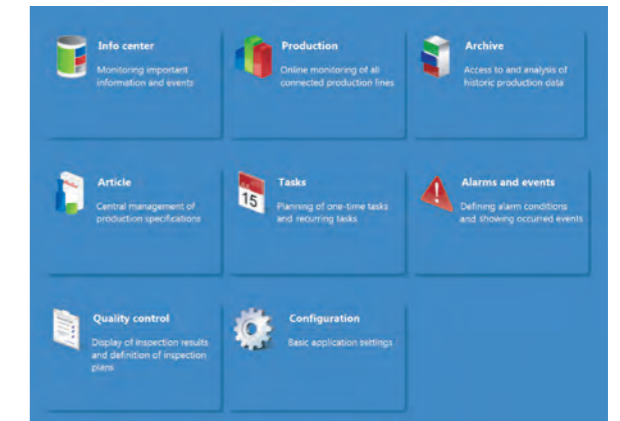 Info center
Monitoring important
information and events
Production
Online monitoring of all
connected production lines
Archive
Access to and analysis of
historic production data
Article
Central management of
production specifications
15
Tasks
Planning of one-time tasks
and recurring tasks
Alarms and events
Defining alarm conditions
and showing occurred events
Quality control
Display of inspection results
and definition of inspection
plans
Configuration
Basic application settings